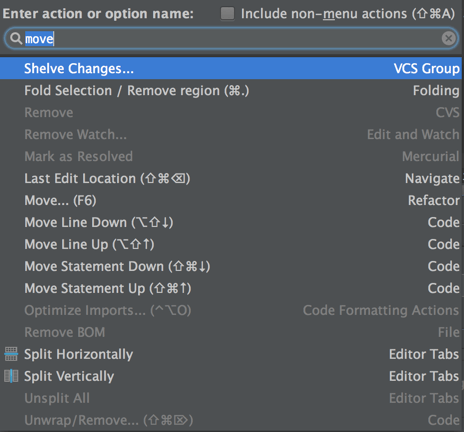 Enter action or option name: Include non-menu actions (⇧⌘A)
move
Shelve Changes... VCS Group
Fold Selection / Remove region (⌘.) Folding
Remove CVS
Remove Watch... Edit and Watch
Mark as Resolved Mercurial
Last Edit Location (⇧⌘⌫) Navigate
Move... (F6) Refactor
Move Line Down (⌥⇧↓) Code
Move Line Up (⌥⇧↑) Code
Move Statement Down (⇧⌘↓) Code
Move Statement Up (⇧⌘↑) Code
Optimize Imports... (^⌥O) Code Formatting Actions
Remove BOM File
Split Horizontally Editor Tabs
Split Vertically Editor Tabs
Unsplit All Editor Tabs
Unwrap/Remove... (⇧⌘⌦) Code